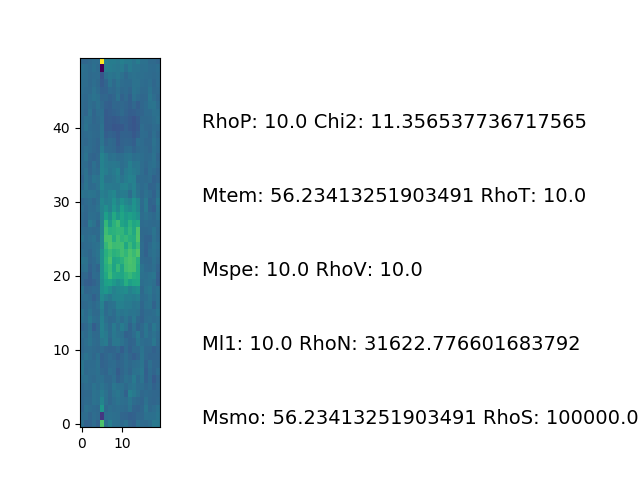 RhoP: 10.0 Chi2: 11.356537736717565
40
Mtem: 56.23413251903491 RhoT: 10.0
30
Mspe: 10.0 RhoV: 10.0
20
Ml1: 10.0 RhoN: 31622.776601683792
10
Msmo: 56.23413251903491 RhoS: 100000.0
0
0 10